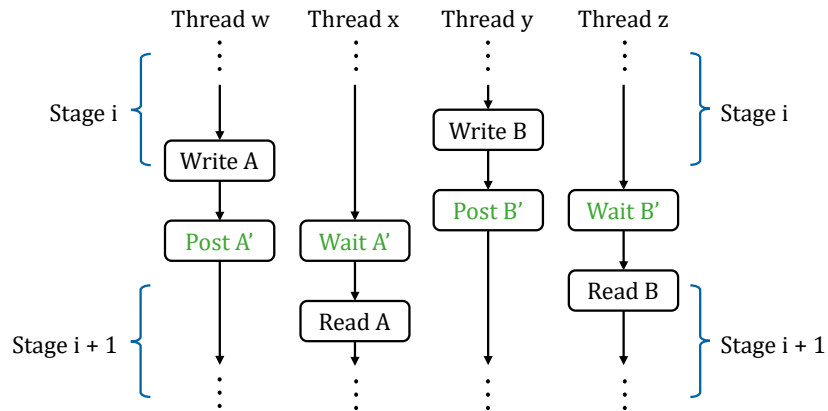 Thread w
Thread x
Thread y
Thread z
Stage i
Stage i
Write B
Write A
Post B’
Wait B’
Post A’
Wait A’
Read B
Read A
Stage i + 1
Stage i + 1